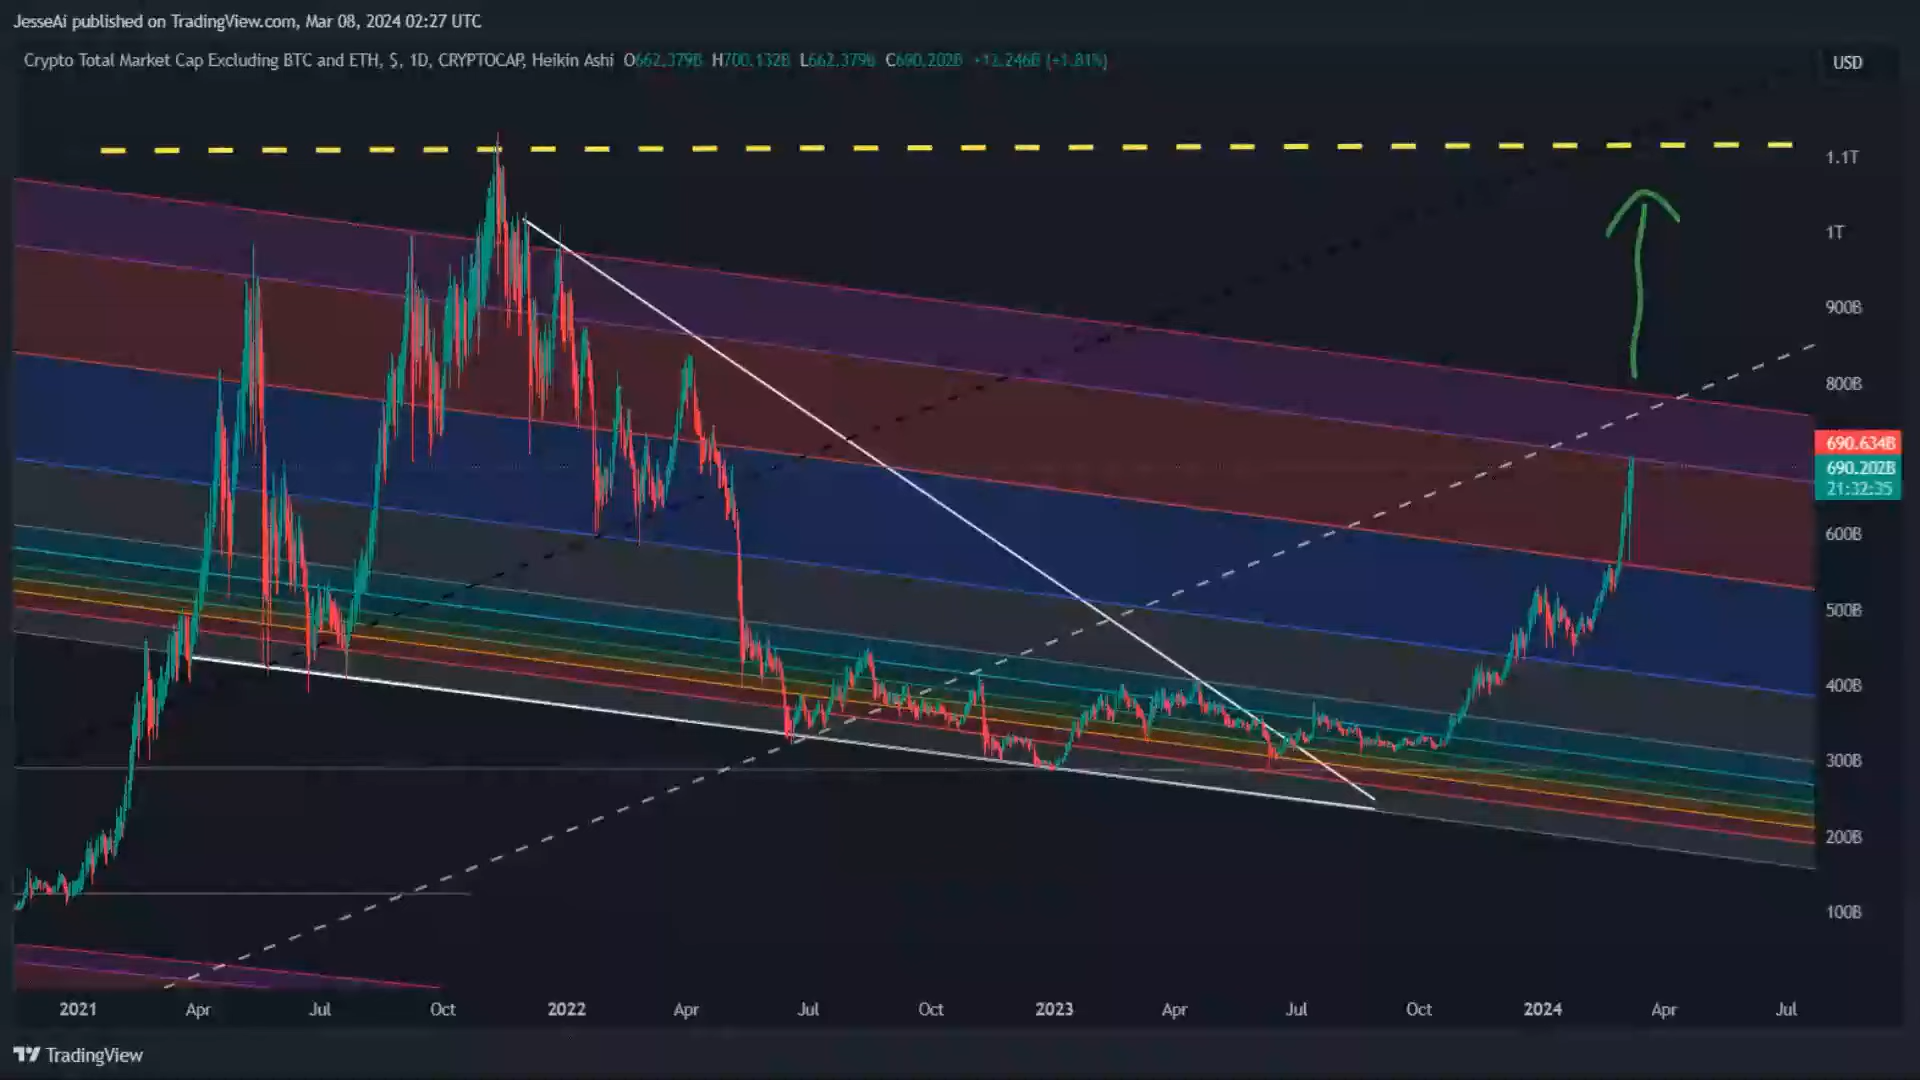 JesseAi published on TradingView.com, Mar 08, 2024 02:27 UTC
Crypto Total Market Cap Excluding BTC and ETH, $, 1D, CRYPTOCAP, Heikin Ashi O662.379B H700.132B L662.379B C690.202B +12.246B (+1.81%)
USD
1.1T
1T
900B
800B
690.634B
690.202B
21:32:35
600B
500B
400B
300B
200B
100B
2021 Apr Jul Oct 2022 Apr Jul Oct 2023 Apr Jul Oct 2024 Apr Jul
TradingView